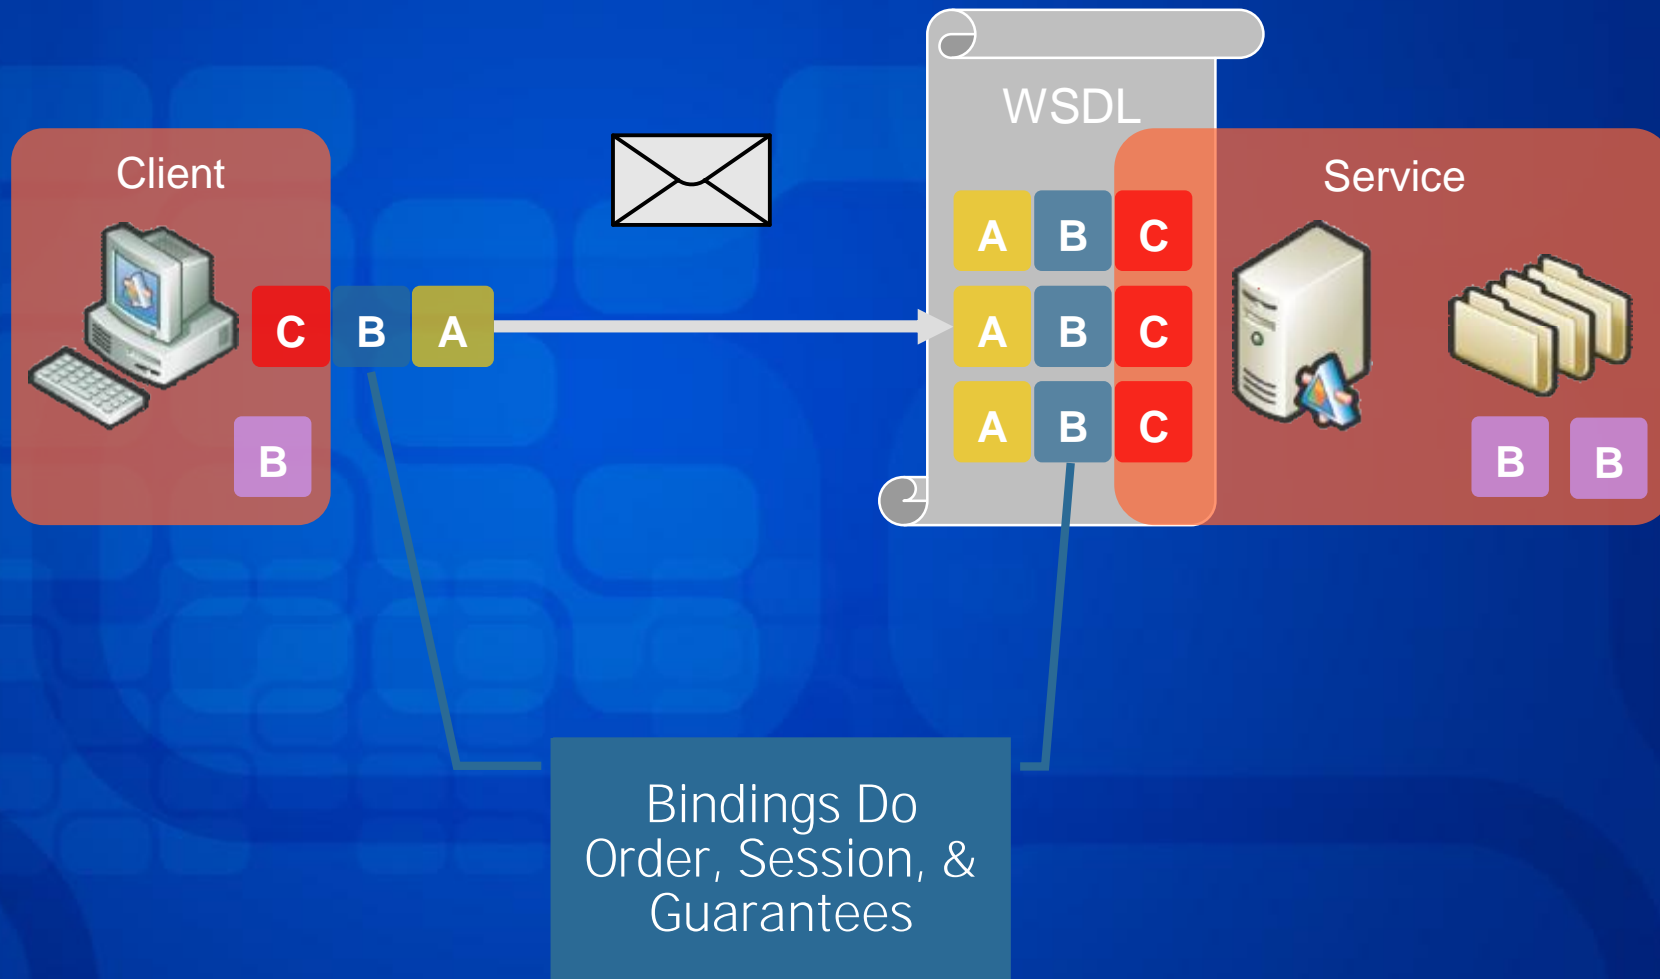 WSDL
Client
Service
A B C
C B A
A B C
A B C
B
B B
Bindings Do
Order, Session, &
Guarantees